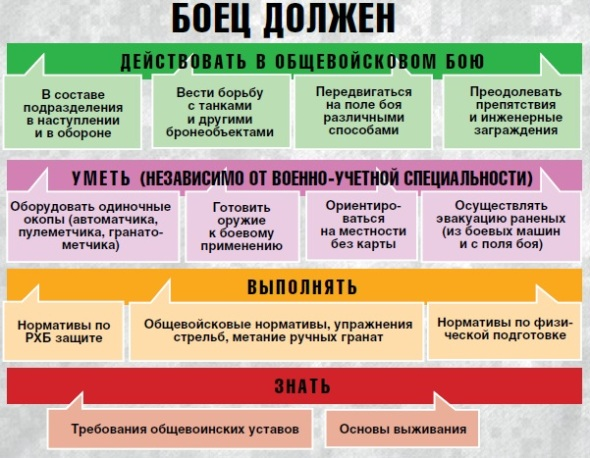 БОЕЦ ДОЛЖЕН
ДЕЙСТВОВАТЬ В ОБЩЕВОЙСКОВОМ БОЮ
В составе
подразделения
в наступлении
и в обороне
Вести борьбу
с танками
и другими
бронеобъектами
Передвигаться
на поле боя
различными
способами
Преодолевать
препятствия
и инженерные
заграждения
УМЕТЬ (НЕЗАВИСИМО ОТ ВОЕННО-УЧЕТНОЙ СПЕЦИАЛЬНОСТИ)
Оборудовать одиночные
окопы (автоматчика,
пулеметчика, гранато-
метчика)
Готовить
оружие
к боевому
применению
Ориентиро-
ваться
на местности
без карты
Осуществлять
эвакуацию раненых
(из боевых машин
и с поля боя)
ВЫПОЛНЯТЬ
Нормативы по
РХБ защите
Общевойсковые нормативы, упражнения
стрельб, метание ручных гранат
Нормативы по физи-
ческой подготовке
ЗНАТЬ
Требования общевоинских уставов
Основы выживания